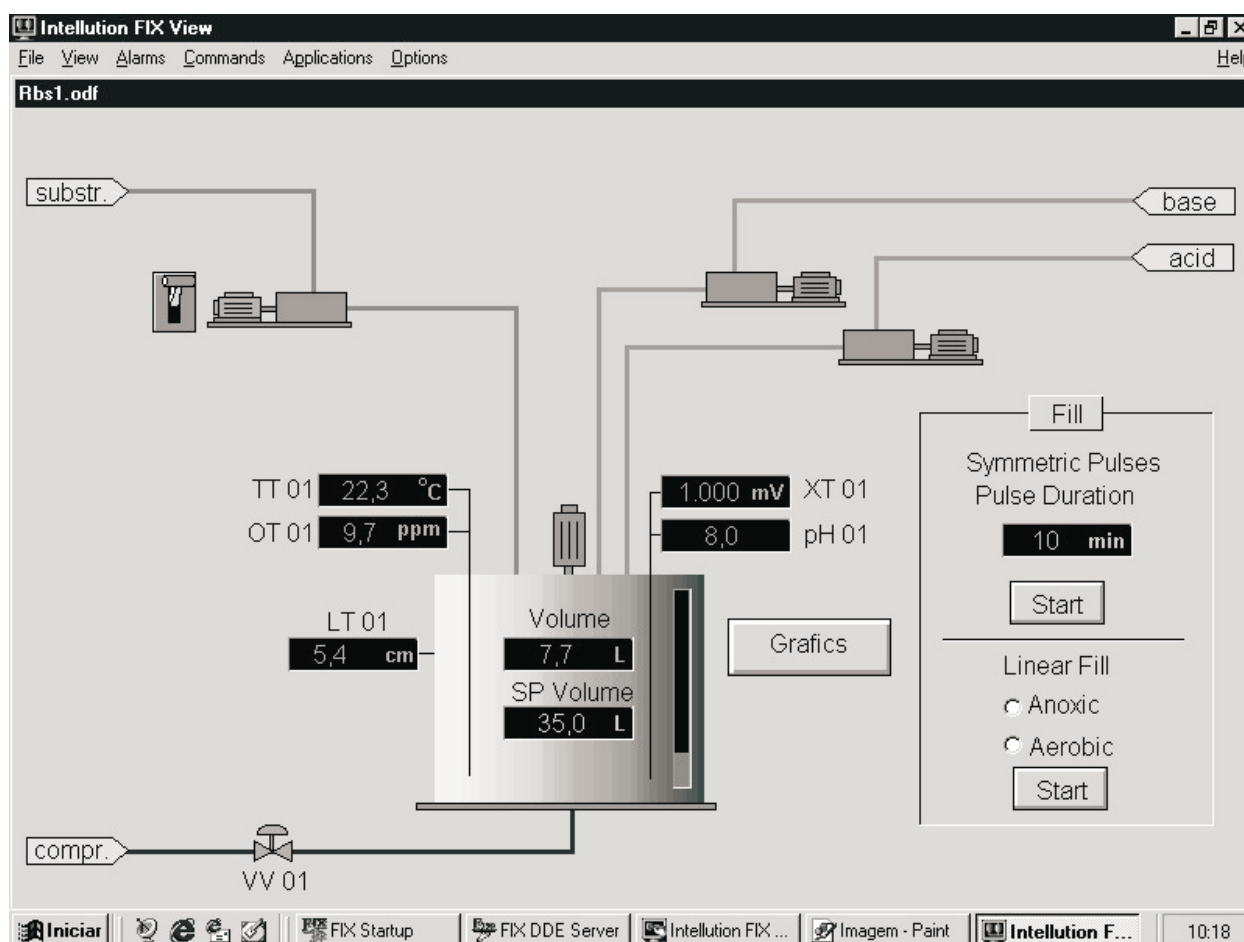 Intellution FIX View
File View Alarms Commands Applications Options Help
Rbs1.odf
substr.
base
acid
Fill
Symmetric Pulses
Pulse Duration
10 min
Start
TT 01 22,3 °C
1.000 mV XT 01
OT 01 9,7 ppm
8,0 pH 01
LT 01
5,4 cm
Volume
7,7 L
SP Volume
35,0 L
Grafics
Linear Fill
Anoxic
Aerobic
Start
compr.
VV 01
Iniciar FIX Startup FIX DDE Server Intellution FIX ... Imagem - Paint Intellution F... 10:18